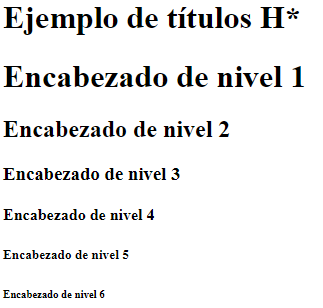 Ejemplo de títulos H*
Encabezado de nivel 1
Encabezado de nivel 2
Encabezado de nivel 3
Encabezado de nivel 4
Encabezado de nivel 5
Encabezado de nivel 6